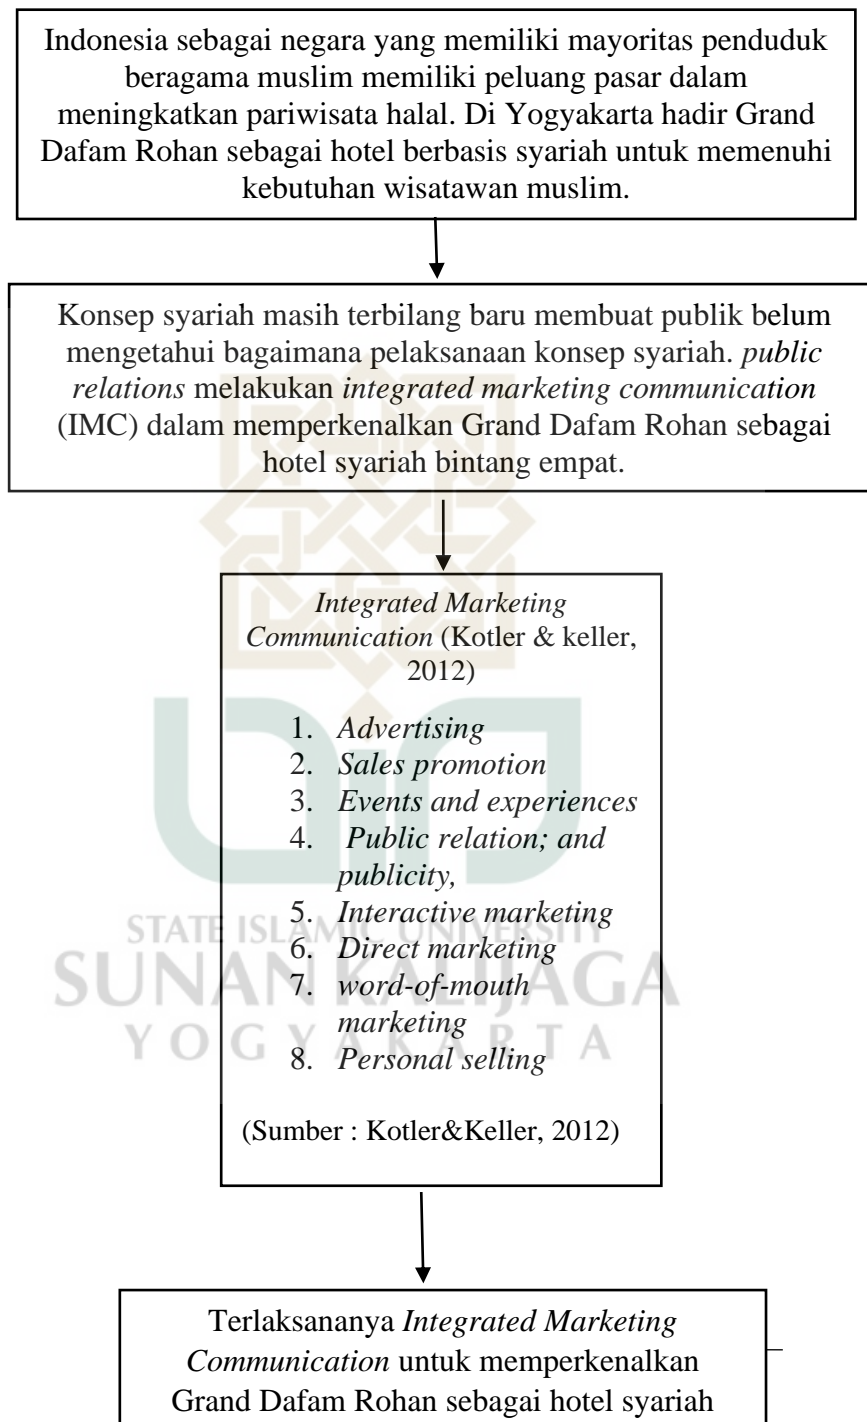 Indonesia sebagai negara yang memiliki mayoritas penduduk
beragama muslim memiliki peluang pasar dalam
meningkatkan pariwisata halal. Di Yogyakarta hadir Grand
Dafam Rohan sebagai hotel berbasis syariah untuk memenuhi
kebutuhan wisatawan muslim.
Konsep syariah masih terbilang baru membuat publik belum
mengetahui bagaimana pelaksanaan konsep syariah. public
relations melakukan integrated marketing communication
(IMC) dalam memperkenalkan Grand Dafam Rohan sebagai
hotel syariah bintang empat.
Integrated Marketing
Communication (Kotler & keller,
2012)
1. Advertising
2. Sales promotion
3. Events and experiences
4. Public relation; and
publicity,
5. Interactive marketing
6. Direct marketing
7. word-of-mouth
marketing
8. Personal selling
(Sumber : Kotler&Keller, 2012)
STATE ISLAMIC UNIVERSITY
SUNAN KALIJAGA
YOGYAKARTA
Terlaksananya Integrated Marketing
Communication untuk memperkenalkan
Grand Dafam Rohan sebagai hotel syariah